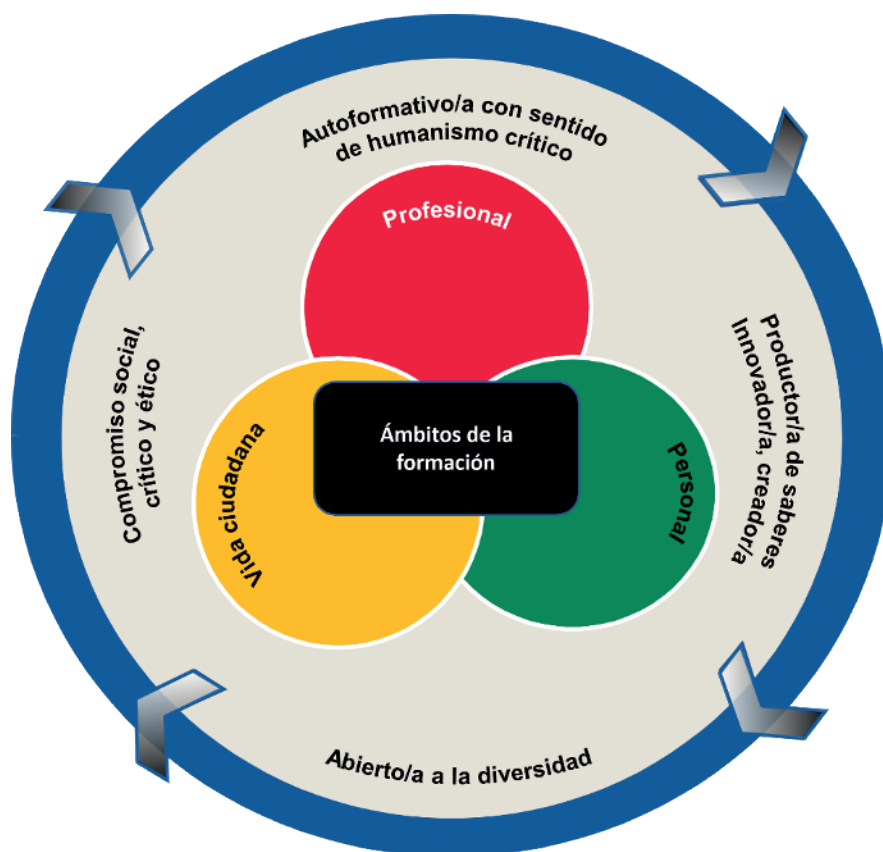 Autoformativo/a con sentido
de humanismo crítico
Profesional
Compromiso social,
crítico y ético
Vida ciudadana
Ámbitos de la
formación
Personal
Productor/a de saberes
Innovador/a, creador/a
Abierto/a a la diversidad